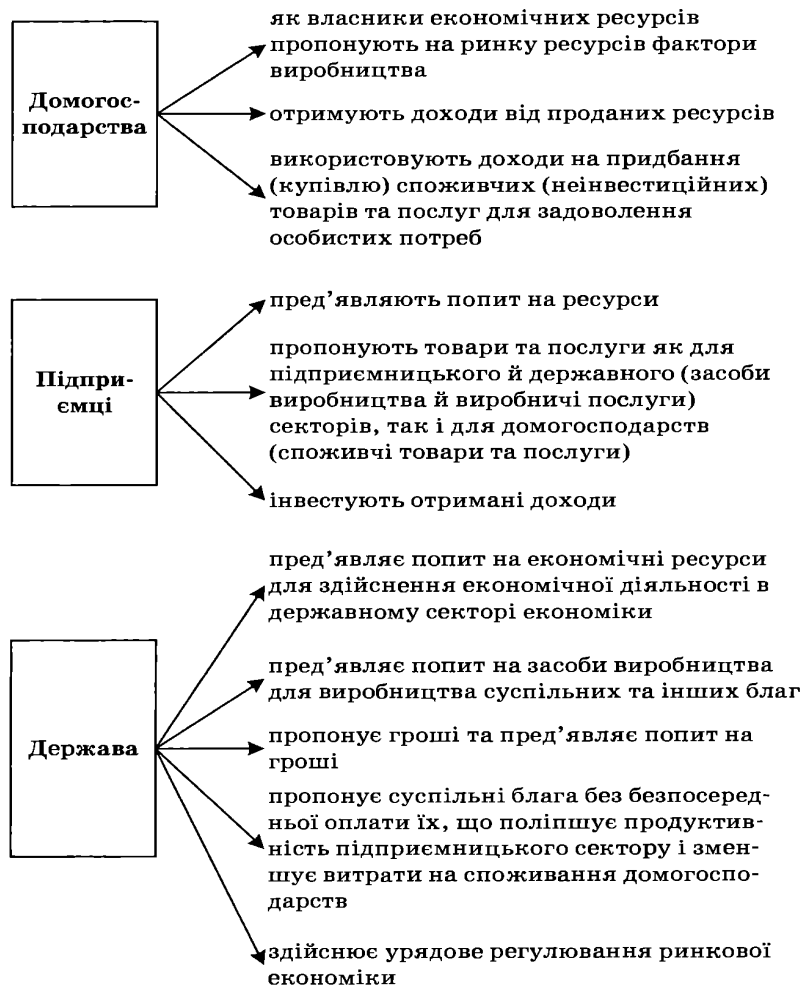 як власники економічних ресурсів
пропонують на ринку ресурсів фактори
виробництва
Домогос-
подарства
отримують доходи від проданих ресурсів
використовують доходи на придбання
(купівлю) споживчих (неінвестиційних)
товарів та послуг для задоволення
особистих потреб
пред’являють попит на ресурси
Підпри-
ємці
пропонують товари та послуги як для
підприємницького й державного (засоби
виробництва й виробничі послуги)
секторів, так і для домогосподарств
(споживчі товари та послуги)
інвестують отримані доходи
пред’являє попит на економічні ресурси
для здійснення економічної діяльності в
державному секторі економіки
пред’являє попит на засоби виробництва
для виробництва суспільних та інших благ
Держава
пропонує гроші та пред’являє попит на
гроші
пропонує суспільні блага без безпосеред-
ньої оплати їх, що поліпшує продуктив-
ність підприємницького сектору і змен-
шує витрати на споживання домогоспо-
дарств
здійснює урядове регулювання ринкової
економіки